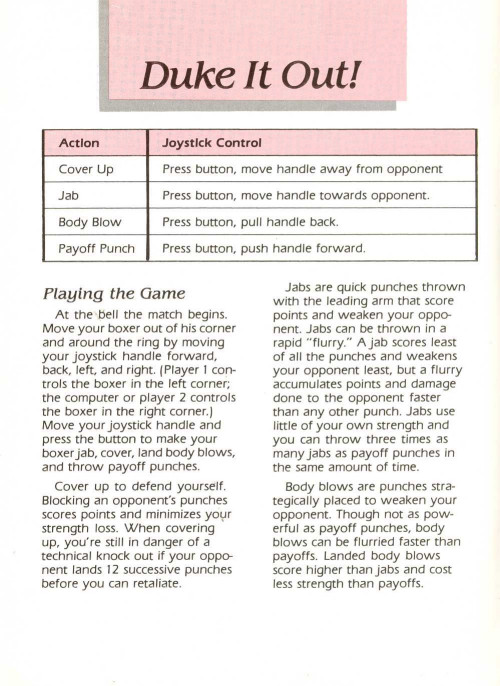 Duke It Out!
Action Joystick Control
Cover Up Press button, move handle away from opponent
Jab Press button, move handle towards opponent.
Body Blow Press button, pull handle back.
Payoff Punch Press button, push handle forward.
Playing the Game
At the bell the match begins.
Move your boxer out of his corner
and around the ring by moving
your joystick handle forward,
back, left, and right. (Player 1 con-
trols the boxer in the left corner;
the computer or player 2 controls
the boxer in the right corner.)
Move your joystick handle and
press the button to make your
boxer jab, cover, land body blows,
and throw payoff punches.
Cover up to defend yourself.
Blocking an opponent's punches
scores points and minimizes your
strength loss. When covering
up, you're still in danger of a
technical knock out if your oppo-
nent lands 12 successive punches
before you can retaliate.
Jabs are quick punches thrown
with the leading arm that score
points and weaken your oppo-
nent. Jabs can be thrown in a
rapid "flurry." A jab scores least
of all the punches and weakens
your opponent least, but a flurry
accumulates points and damage
done to the opponent faster
than any other punch. Jabs use
little of your own strength and
you can throw three times as
many jabs as payoff punches in
the same amount of time.
Body blows are punches stra-
tegically placed to weaken your
opponent. Though not as pow-
erful as payoff punches, body
blows can be flurried faster than
payoffs. Landed body blows
score higher than jabs and cost
less strength than payoffs.